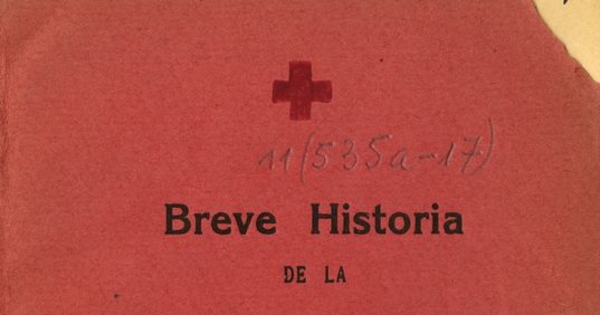 11(535a-17)
Breve Historia
DE LA